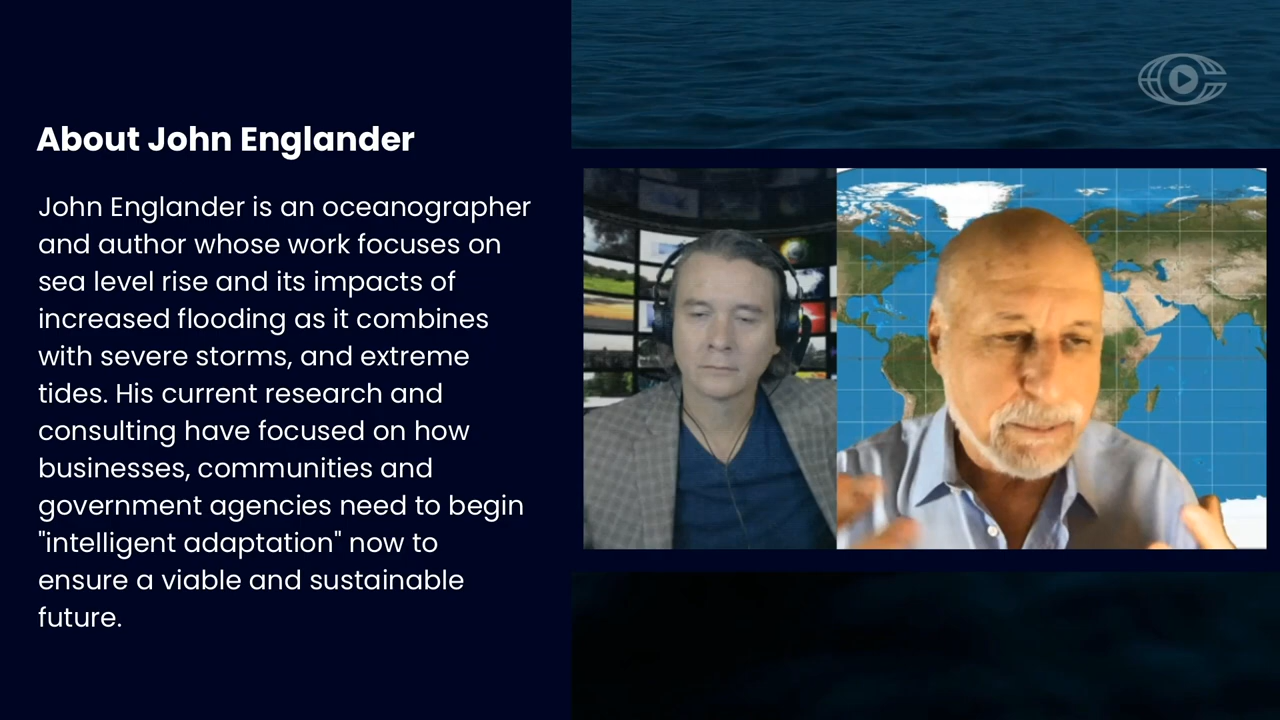 About John Englander
John Englander is an oceanographer
and author whose work focuses on
sea level rise and its impacts of
increased flooding as it combines
with severe storms, and extreme
tides. His current research and
consulting have focused on how
businesses, communities and
government agencies need to begin
"intelligent adaptation" now to
ensure a viable and sustainable
future.